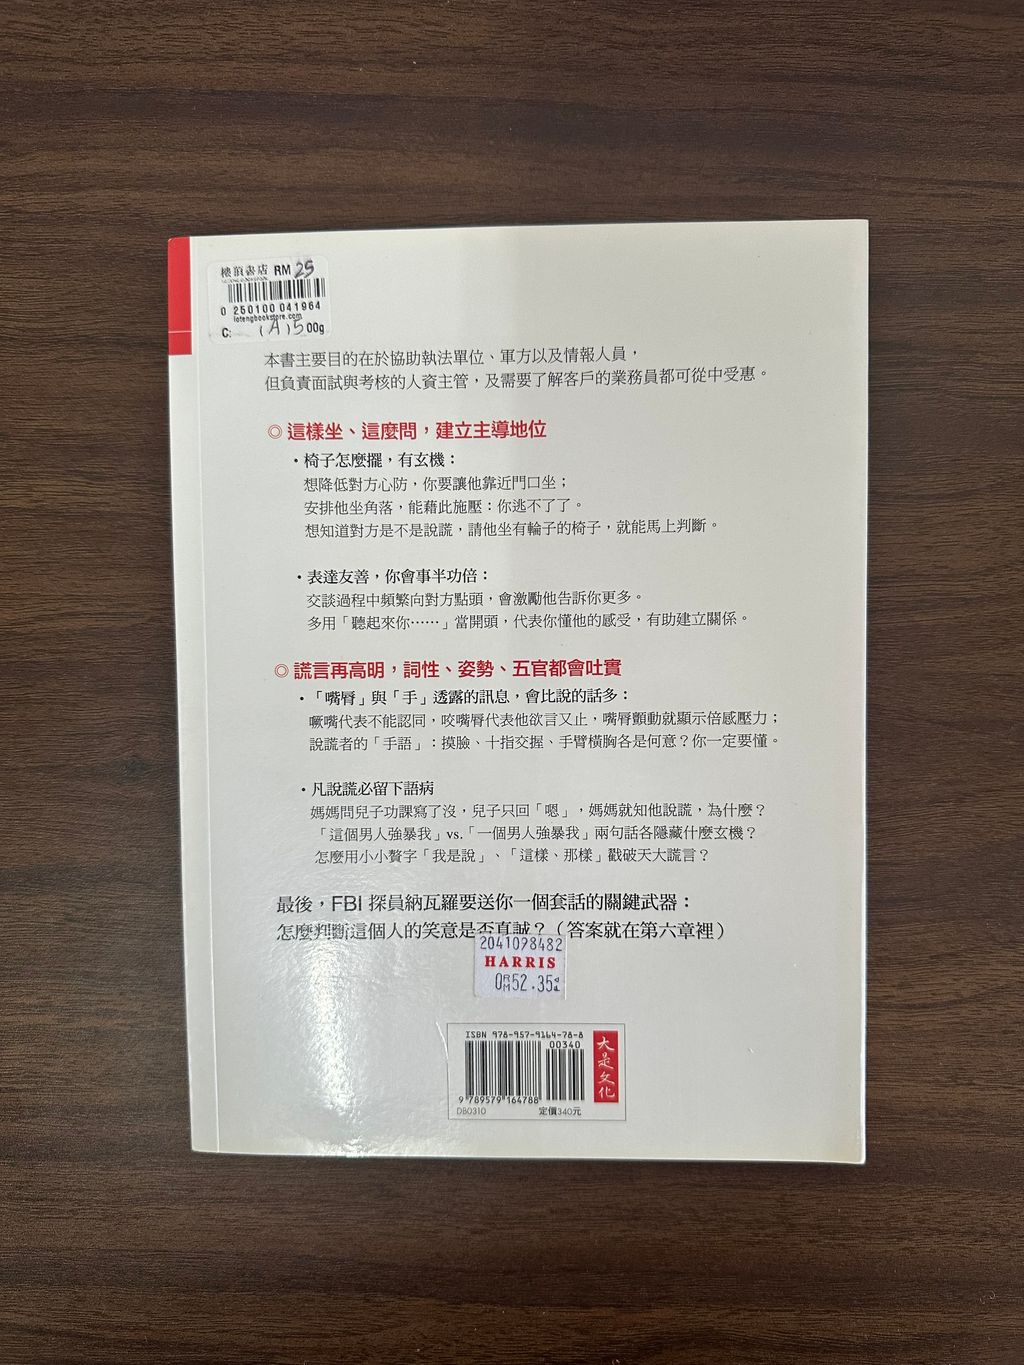 樓頂書店 RM 25
0 250100 041964
lotengbookstore.com
C: (A)500g
本書主要目的在於協助執法單位、軍方以及情報人員，
但負責面試與考核的人資主管，及需要了解客戶的業務員都可從中受惠。
◎ 這樣坐、這麼問，建立主導地位
・椅子怎麼擺，有玄機：
想降低對方心防，你要讓他靠近門口坐；
安排他坐角落，能藉此施壓：你逃不了了。
想知道對方是不是說謊，請他坐有輪子的椅子，就能馬上判斷。
・表達友善，你會事半功倍：
交談過程中頻繁向對方點頭，會激勵他告訴你更多。
多用「聽起來你⋯⋯」當開頭，代表你懂他的感受，有助建立關係。
◎ 謊言再高明，詞性、姿勢、五官都會吐實
・「嘴唇」與「手」透露的訊息，會比說的話多：
噘嘴代表不能認同，咬嘴唇代表他欲言又止，嘴唇顫動就顯示倍感壓力；
說謊者的「手語」：摸臉、十指交握、手臂橫胸各是何意？你一定要懂。
・凡說謊必留下語病
媽媽問兒子功課寫了沒，兒子只回「嗯」，媽媽就知他說謊，為什麼？
「這個男人強暴我」vs.「一個男人強暴我」兩句話各隱藏什麼玄機？
怎麼用小小贅字「我是說」、「這樣、那樣」戳破天大謊言？
最後，FBI 探員納瓦羅要送你一個套話的關鍵武器：
怎麼判斷這個人的笑意是否真誠？（答案就在第六章裡）
2041098482
HARRIS
RM52.35
ISBN 978-957-9164-78-8
00340
9 789579 164788
DB0310 定價340元
大是文化